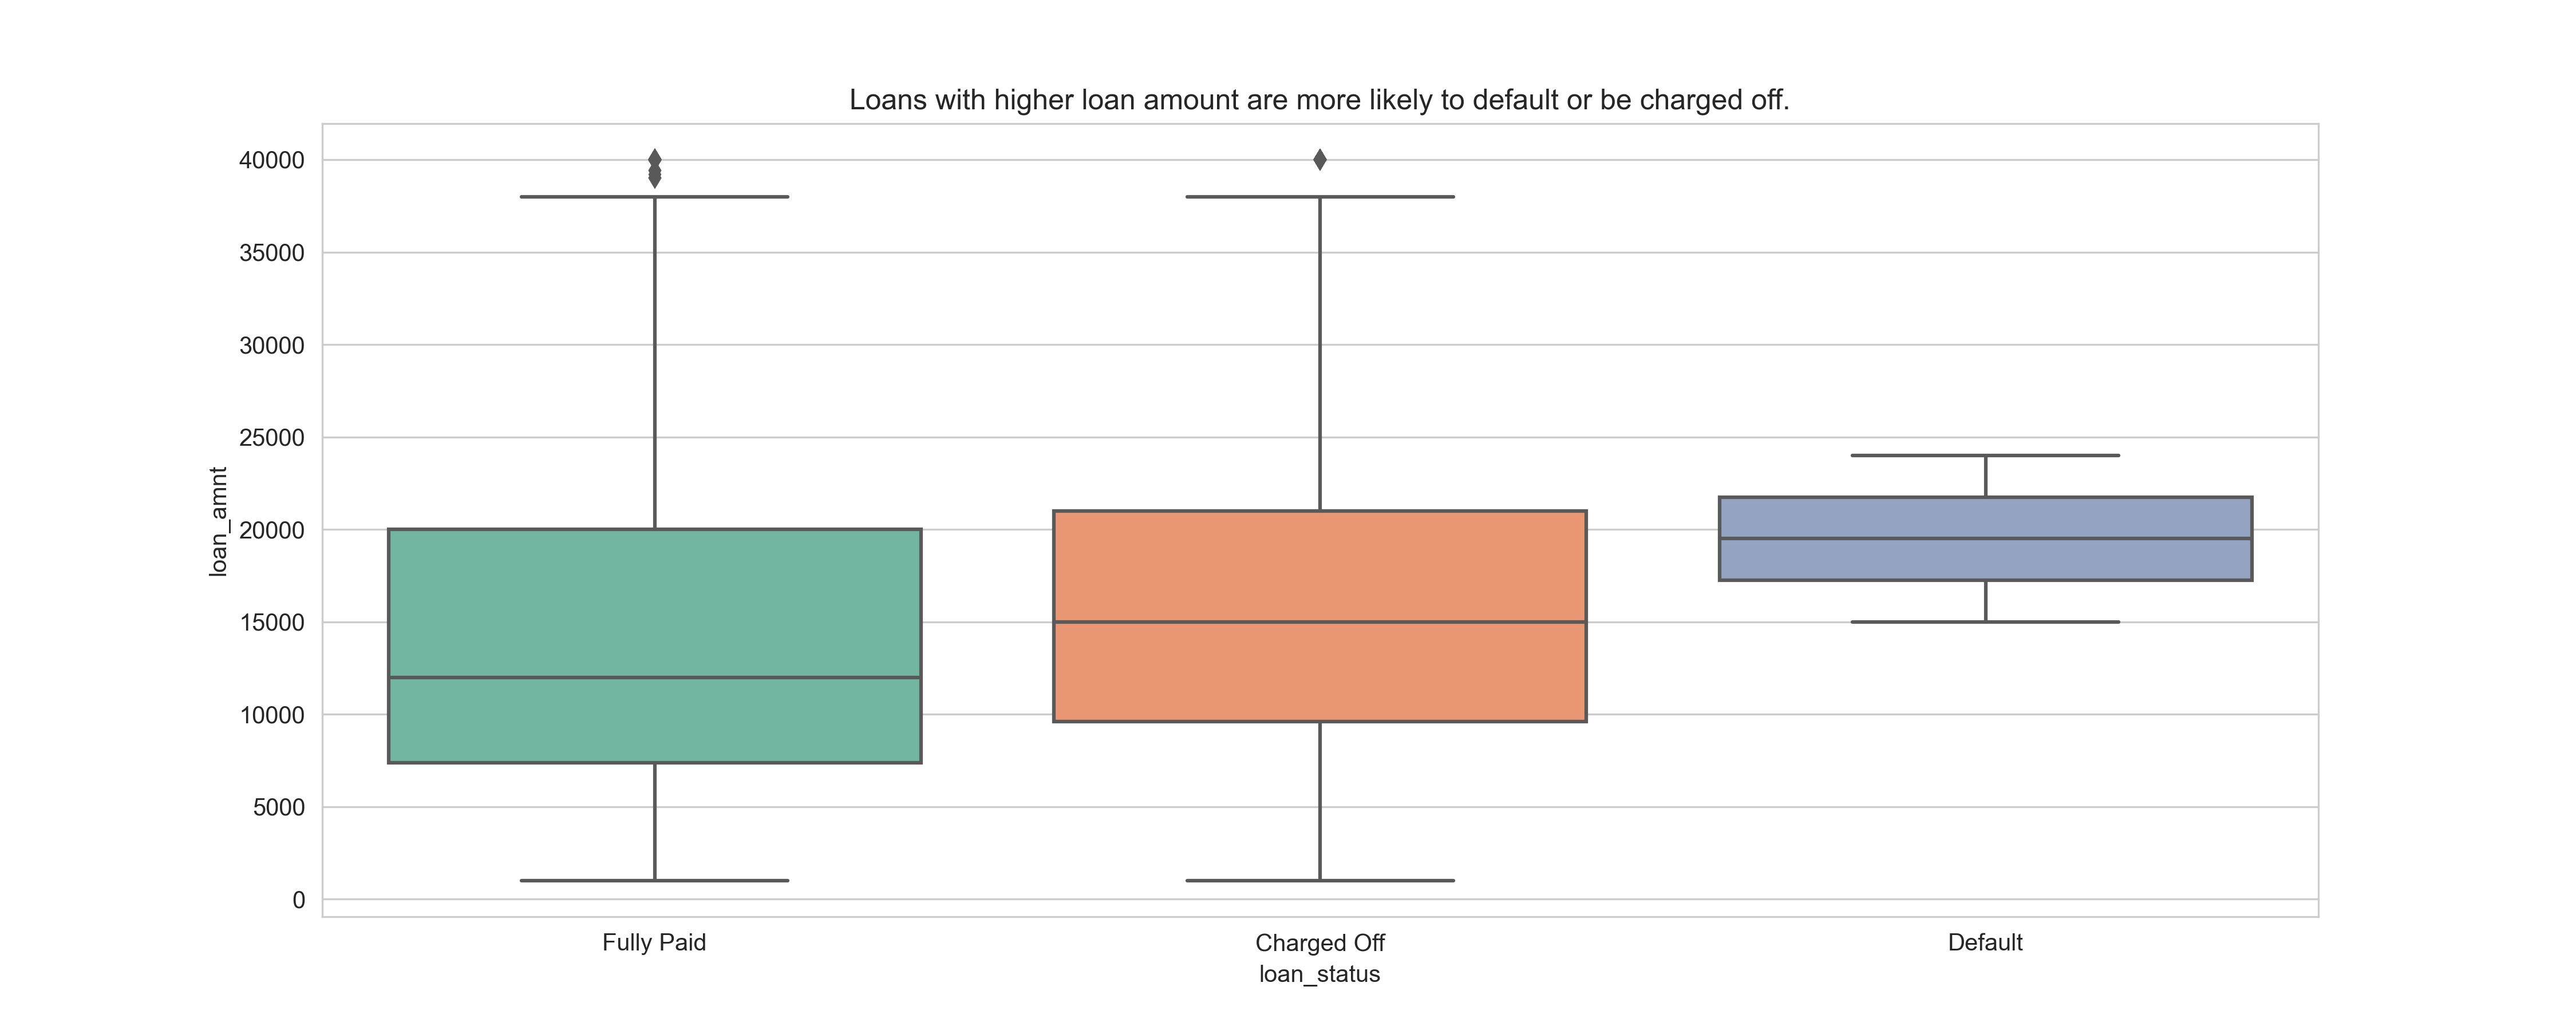 Loans with higher loan amount are more likely to default or be charged off.
40000
35000
30000
25000
20000
15000
10000
5000
0
loan_amnt
Fully Paid
Charged Off
Default
loan_status